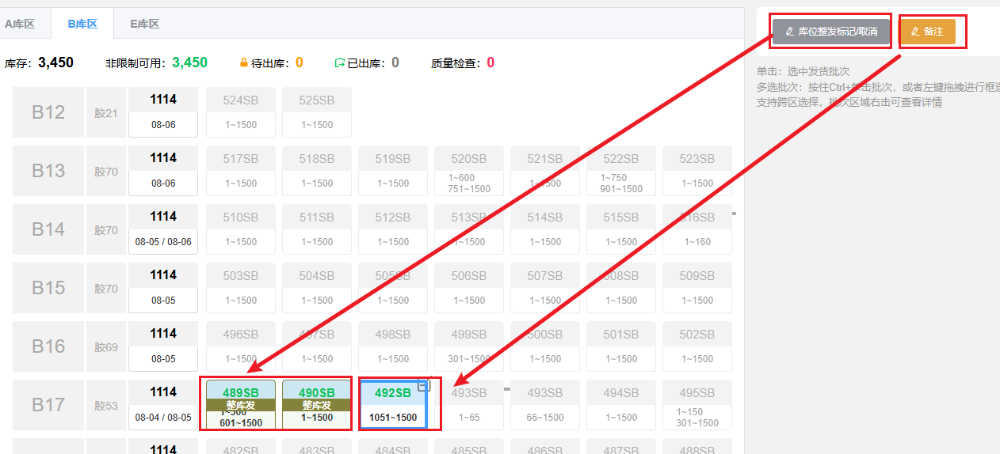 A库区 B库区 E库区
库存：3,450 非限制可用：3,450 待出库：0 已出库：0 质量检查：0
库位整发标记/取消 备注
单击：选中发货批次
多选批次：按住Ctrl+单击批次，或者左键拖拽进行框选
支持跨区选择，批次区域右击可查看详情
B12 胶21 1114 524SB 525SB
08-06 1~1500 1~1500
B13 胶70 1114 517SB 518SB 519SB 520SB 521SB 522SB 523SB
08-06 1~1500 1~1500 1~1500 1~600 1~1500 1~750 1~1500
751~1500 901~1500
B14 胶70 1114 510SB 511SB 512SB 513SB 514SB 515SB 516SB
08-05 / 08-06 1~1500 1~1500 1~1500 1~1500 1~1500 1~1500 1~160
B15 胶70 1114 503SB 504SB 505SB 506SB 507SB 508SB 509SB
08-05 1~1500 1~1500 1~1500 1~1500 1~1500 1~1500 1~1500
B16 胶69 1114 496SB 497SB 498SB 499SB 500SB 501SB 502SB
08-05 1~1500 1~1500 1~1500 301~1500 1~1500 1~1500 1~1500
B17 胶53 1114 489SB 490SB 492SB 493SB 493SB 494SB 495SB
整库发 整库发
08-04 / 08-05 1~300 1~1500 1051~1500 1~65 66~1500 1~1500 1~150
601~1500 301~1500
1114 482SB 483SB 484SB 485SB 486SB 487SB 488SB